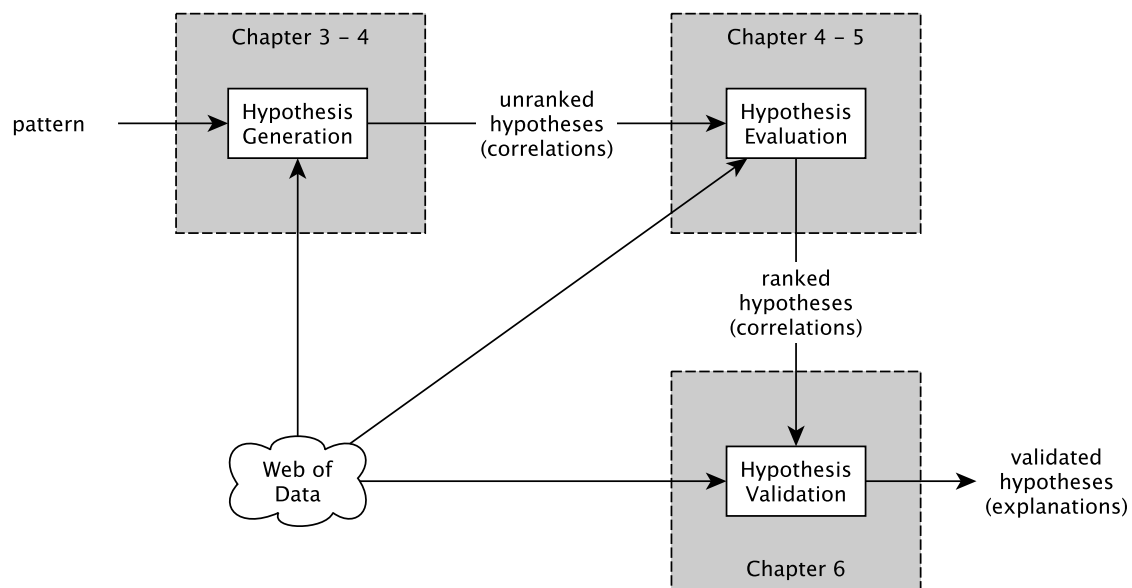 Chapter 3 – 4
Chapter 4 – 5
pattern
Hypothesis
Generation
unranked
hypotheses
(correlations)
Hypothesis
Evaluation
ranked
hypotheses
(correlations)
Web of
Data
Hypothesis
Validation
validated
hypotheses
(explanations)
Chapter 6